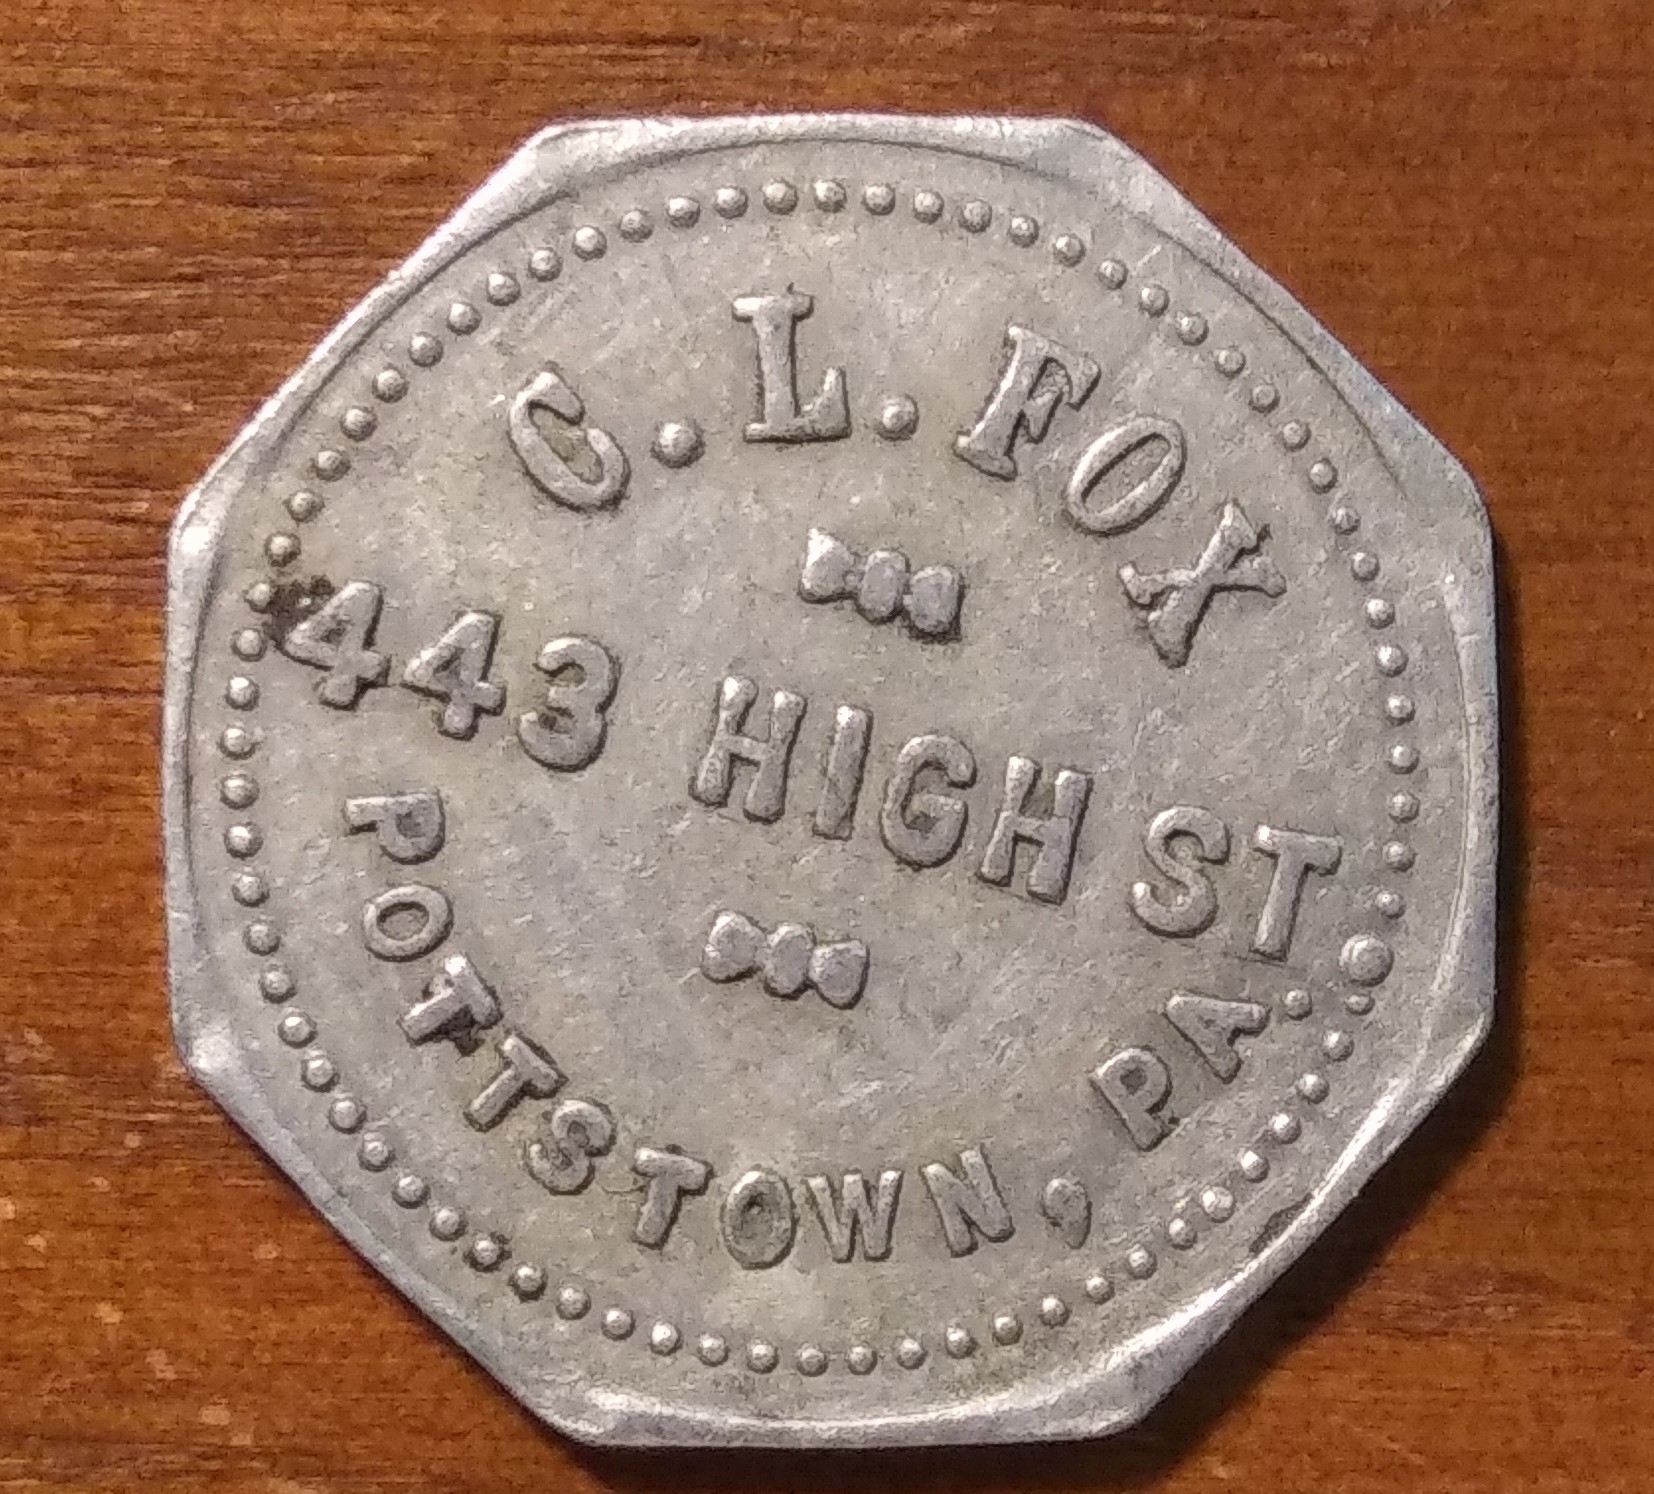 C. L. FOX
443 HIGH ST.
POTTSTOWN, PA.